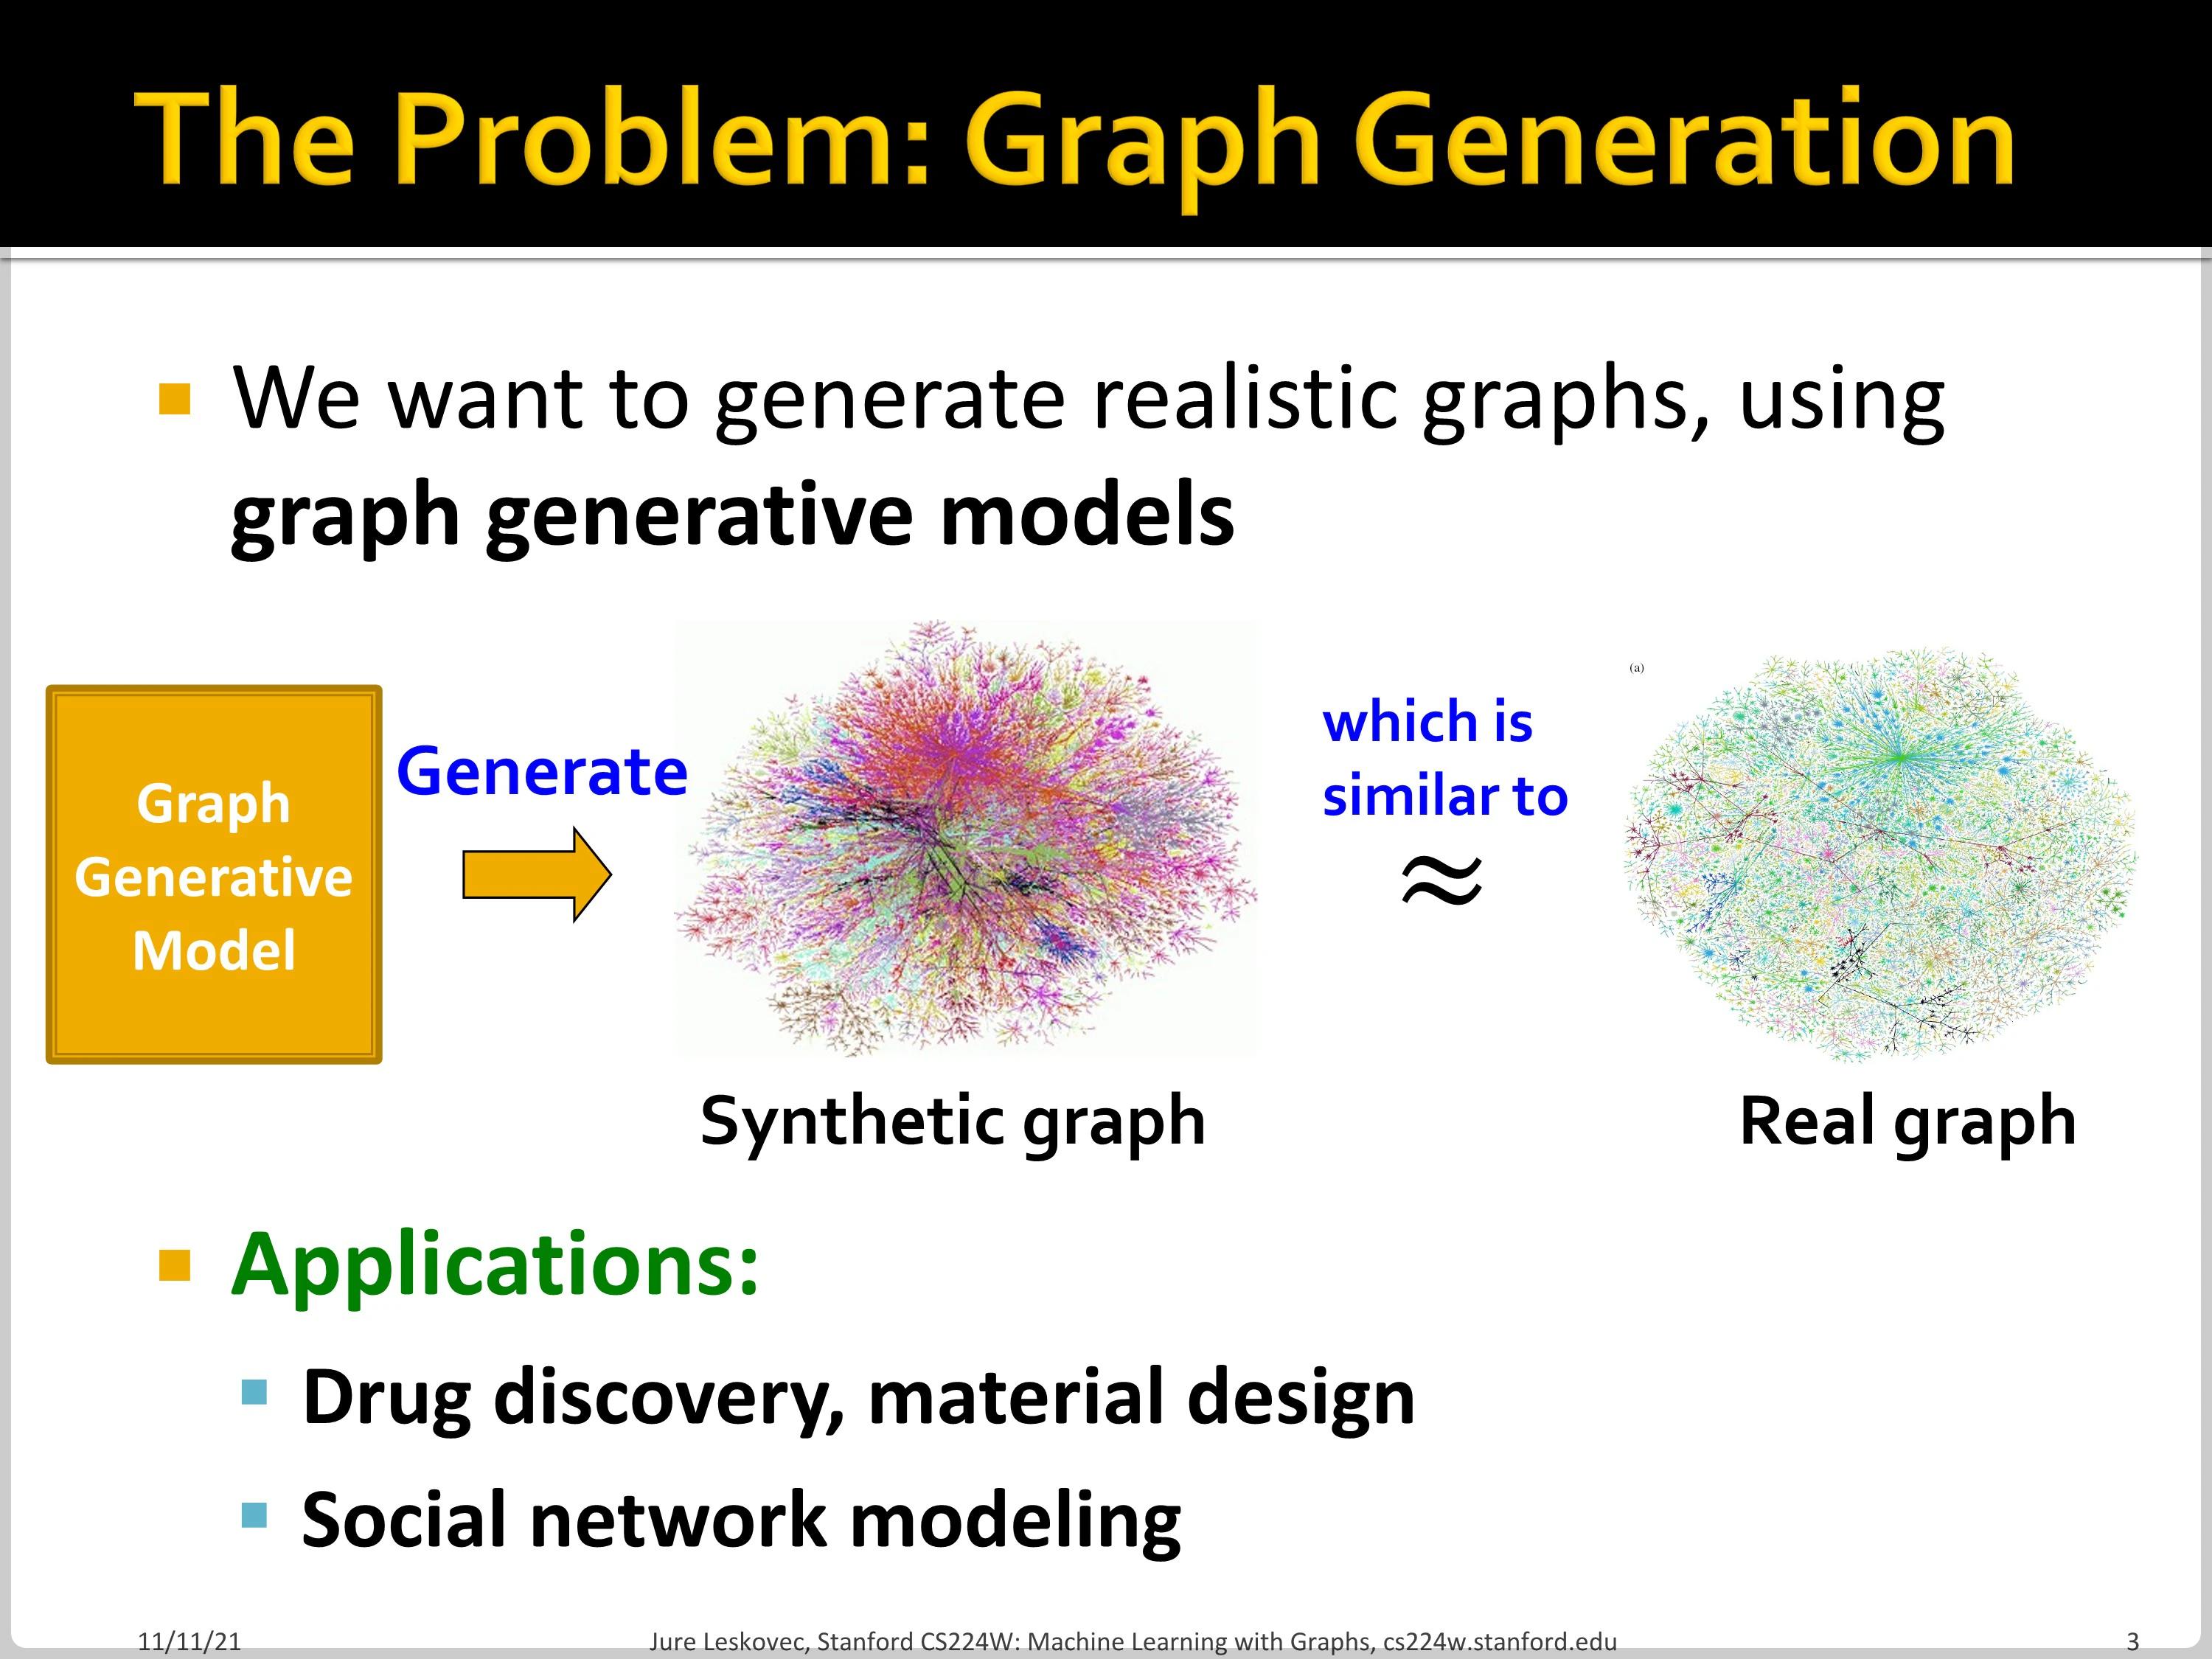 The Problem: Graph Generation
We want to generate realistic graphs, using
graph generative models
Graph
Generative
Model
Generate
which is
similar to
≈
(a)
Synthetic graph
Real graph
Applications:
Drug discovery, material design
Social network modeling
11/11/21
Jure Leskovec, Stanford CS224W: Machine Learning with Graphs, cs224w.stanford.edu
3